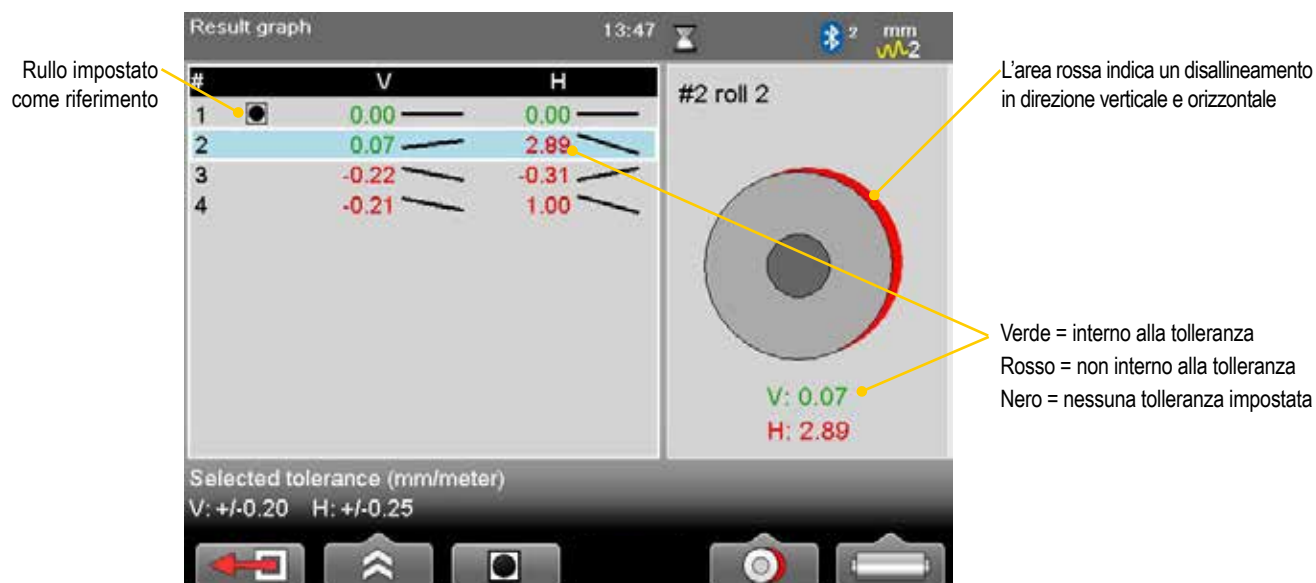 Result graph 13:47 2 mm
2
Rullo impostato
come riferimento
# V H
1 0.00 0.00
2 0.07 2.89
3 -0.22 -0.31
4 -0.21 1.00
#2 roll 2
V: 0.07
H: 2.89
L'area rossa indica un disallineamento
in direzione verticale e orizzontale
Verde = interno alla tolleranza
Rosso = non interno alla tolleranza
Nero = nessuna tolleranza impostata
Selected tolerance (mm/meter)
V: +/-0.20 H: +/-0.25